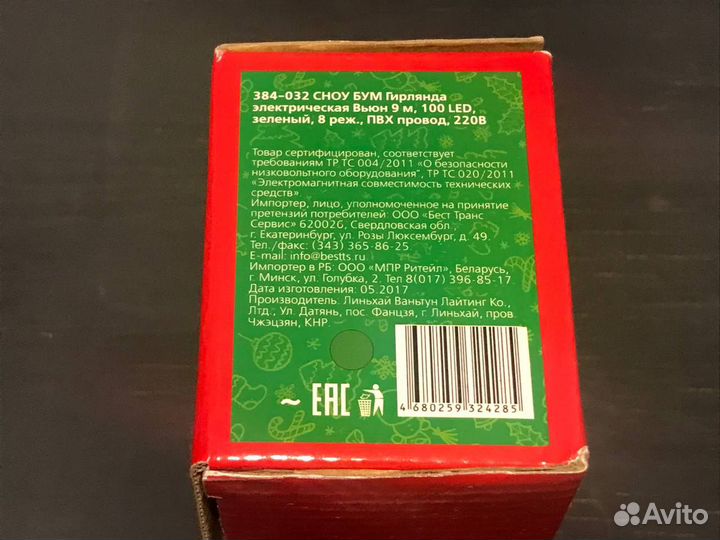 384-032 СНОУ БУМ Гирлянда
электрическая Вьюн 9 м, 100 LED,
зеленый, 8 реж., ПВХ провод, 220В
Товар сертифицирован, соответствует
требованиям ТР ТС 004/2011 «О безопасности
низковольтного оборудования", ТР ТС 020/2011
«Электромагнитная совместимость технических
средств»
Импортер, лицо, уполномоченное на принятие
претензий потребителей: ООО «Бест Транс
Сервис» 620026, Свердловская обл.,
г. Екатеринбург, ул. Розы Люксембург, д. 49.
Тел./факс: (343) 365-86-25.
E-mail: info@bestts.ru
Импортер в РБ: ООО «МПР Ритейл», Беларусь,
г. Минск, ул. Голубка, 2. Тел 8(017) 396-85-17
Дата изготовления: 05.2017
Производитель: Линьхай Ваньтун Лайтинг Ко.,
Лтд., Ул. Датянь, пос. Фанцзя, г. Линьхай, пров.
Чжэцзян, КНР.
~ EAC
4 680259 324285
Avito